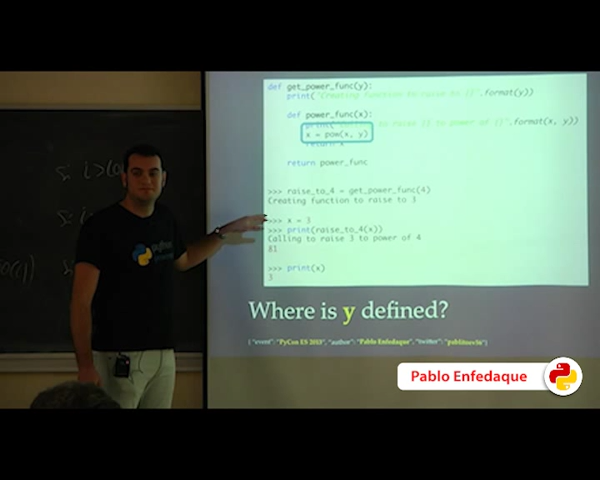 def get_power_func(y):
print("Creating function to raise to {}".format(y))
def power_func(x):
to raise {} to power of {}".format(x, y))
x = pow(x, y)
return x
return power_func
>>> raise_to_4 = get_power_func(4)
Creating function to raise to 3
>>> x = 3
>>> print(raise_to_4(x))
Calling to raise 3 to power of 4
81
>>> print(x)
3
Where is y defined?
{ "event": "PyCon ES 2013", "author": "Pablo Enfedaque", "twitter": }
Pablo Enfedaque